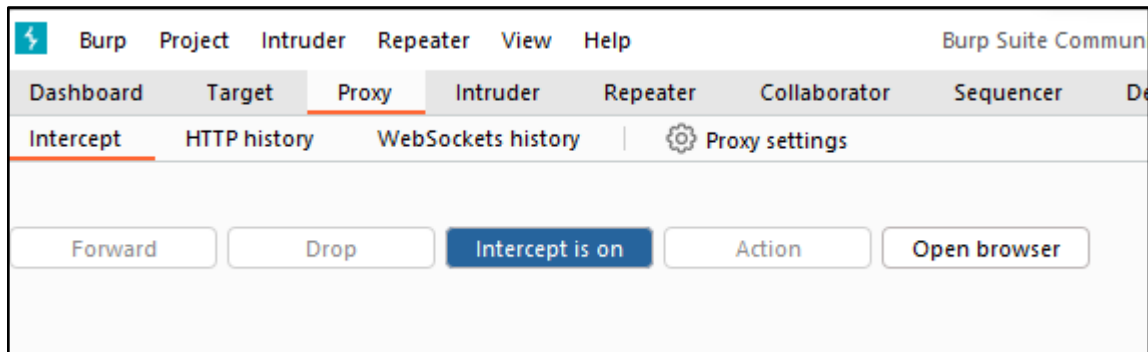 Burp Project Intruder Repeater View Help Burp Suite Commun
Dashboard Target Proxy Intruder Repeater Collaborator Sequencer De
Intercept HTTP history WebSockets history Proxy settings
Forward Drop Intercept is on Action Open browser